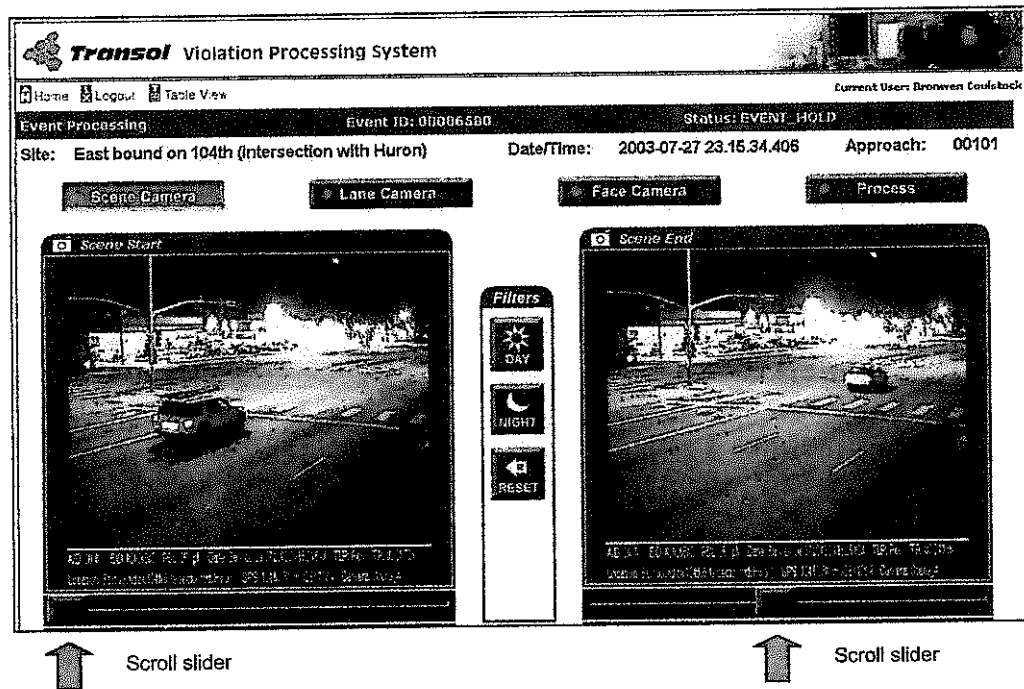 Transol Violation Processing System
Home Logout Table View
Current User: Bronwen Coulstock
Event Processing Event ID: 00006580 Status: EVENT_HOLD
Site: East bound on 104th (intersection with Huron) Date/Time: 2003-07-27 23.15.34.406 Approach: 00101
Scene Camera Lane Camera Face Camera Process
Scene Start
Scene End
Filters
DAY
NIGHT
RESET
Scroll slider
Scroll slider